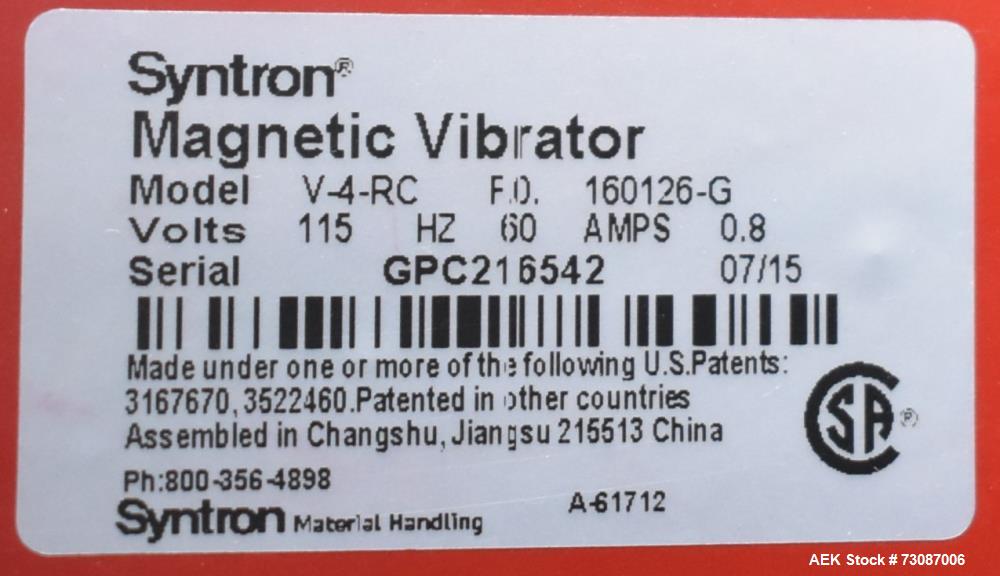 Syntron®
Magnetic Vibrator
Model V-4-RC F.O. 160126-G
Volts 115 HZ 60 AMPS 0.8
Serial GPC216542 07/15
Made under one or more of the following U.S.Patents:
3167670,3522460.Patented in other countries
Assembled in Changshu, Jiangsu 215513 China
CSA®
Ph:800-356-4898
A-61712
Syntron Material Handling
AEK Stock # 73087006